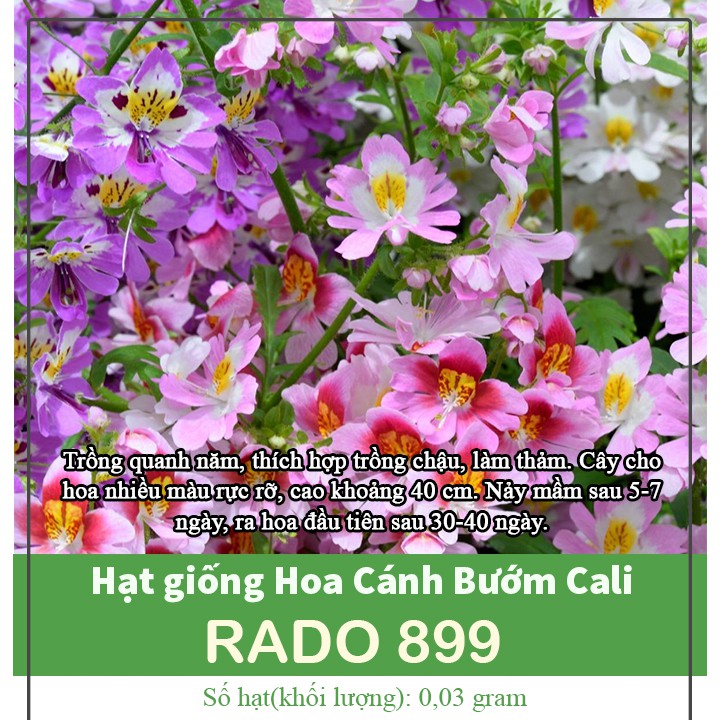 Trồng quanh năm, thích hợp trồng chậu, làm thảm. Cây cho
hoa nhiều màu rực rỡ, cao khoảng 40 cm. Nảy mầm sau 5-7
ngày, ra hoa đầu tiên sau 30-40 ngày.
Hạt giống Hoa Cánh Bướm Cali
RADO 899
Số hạt(khối lượng): 0,03 gram